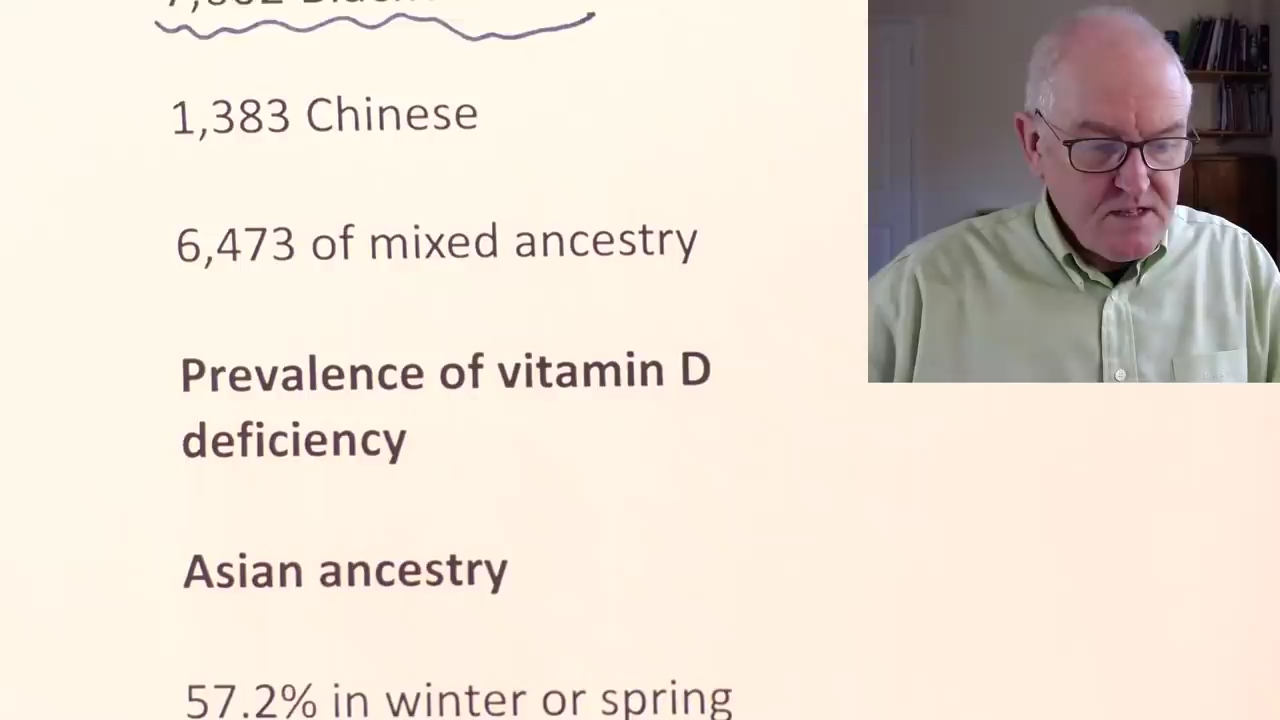 1,383 Chinese
6,473 of mixed ancestry
Prevalence of vitamin D
deficiency
Asian ancestry
57.2% in winter or spring